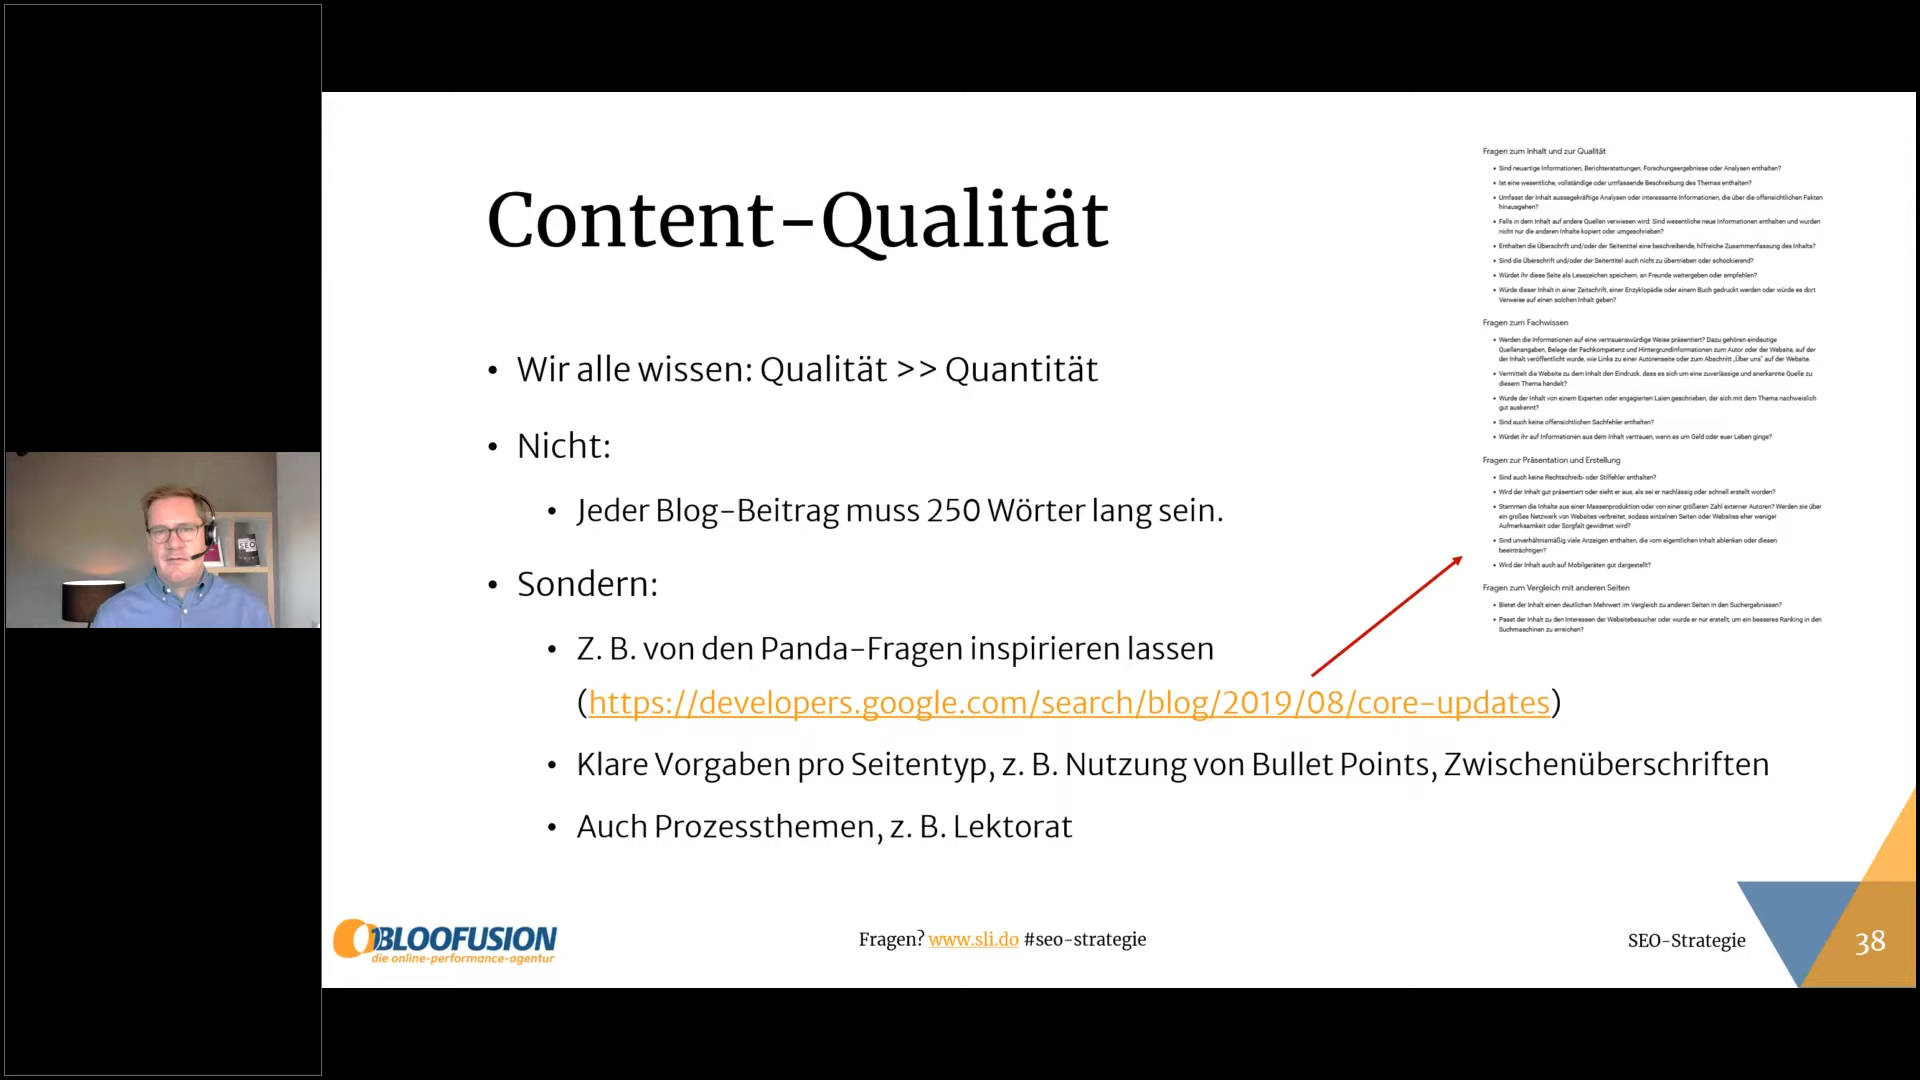 Content-Qualität
• Wir alle wissen: Qualität >> Quantität
• Nicht:
• Jeder Blog-Beitrag muss 250 Wörter lang sein.
• Sondern:
• Z. B. von den Panda-Fragen inspirieren lassen
(https://developers.google.com/search/blog/2019/08/core-updates)
• Klare Vorgaben pro Seitentyp, z. B. Nutzung von Bullet Points, Zwischenüberschriften
• Auch Prozessthemen, z. B. Lektorat
Fragen zum Inhalt und zur Qualität
• Sind neuartige Informationen, Berichterstattungen, Forschungsergebnisse oder Analysen enthalten?
• Ist eine wesentliche, vollständige oder umfassende Beschreibung des Themas enthalten?
• Umfasst der Inhalt aussagekräftige Analysen oder interessante Informationen, die über die offensichtlichen Fakten
hinausgehen?
• Falls in dem Inhalt auf andere Quellen verwiesen wird: Sind wesentliche neue Informationen enthalten und wurden
nicht nur die anderen Inhalte kopiert oder umgeschrieben?
• Enthalten die Überschrift und/oder der Seitentitel eine beschreibende, hilfreiche Zusammenfassung des Inhalts?
• Sind die Überschrift und/oder der Seitentitel auch nicht zu übertrieben oder schockierend?
• Würdet ihr diese Seite als Lesezeichen speichern, an Freunde weitergeben oder empfehlen?
• Würde dieser Inhalt in einer Zeitschrift, einer Enzyklopädie oder einem Buch gedruckt werden oder würde es dort
Verweise auf einen solchen Inhalt geben?
Fragen zum Fachwissen
• Werden die Informationen auf eine vertrauenswürdige Weise präsentiert? Dazu gehören eindeutige
Quellenangaben, Belege der Fachkompetenz und Hintergrundinformationen zum Autor oder der Website, auf der
der Inhalt veröffentlicht wurde, wie Links zu einer Autorenseite oder zum Abschnitt „Über uns“ auf der Website.
• Vermittelt die Website zu dem Inhalt den Eindruck, dass es sich um eine zuverlässige und anerkannte Quelle zu
diesem Thema handelt?
• Wurde der Inhalt von einem Experten oder engagierten Laien geschrieben, der sich mit dem Thema nachweislich
gut auskennt?
• Sind auch keine offensichtlichen Sachfehler enthalten?
• Würdet ihr auf Informationen aus dem Inhalt vertrauen, wenn es um Geld oder euer Leben ginge?
Fragen zur Präsentation und Erstellung
• Sind auch keine Rechtschreib- oder Stilfehler enthalten?
• Wird der Inhalt gut präsentiert oder sieht er aus, als sei er nachlässig oder schnell erstellt worden?
• Stammen die Inhalte aus einer Massenproduktion oder von einer größeren Zahl externer Autoren? Werden sie über
ein großes Netzwerk von Websites verbreitet, sodass einzelnen Seiten oder Websites eher weniger
Aufmerksamkeit oder Sorgfalt gewidmet wird?
• Sind unverhältnismäßig viele Anzeigen enthalten, die vom eigentlichen Inhalt ablenken oder diesen
beeinträchtigen?
• Wird der Inhalt auch auf Mobilgeräten gut dargestellt?
Fragen zum Vergleich mit anderen Seiten
• Bietet der Inhalt einen deutlichen Mehrwert im Vergleich zu anderen Seiten in den Suchergebnissen?
• Passt der Inhalt zu den Interessen der Websitebesucher oder wurde er nur erstellt, um ein besseres Ranking in den
Suchmaschinen zu erreichen?
SEO
BLOOFUSION
die online-performance-agentur
Fragen? www.sli.do #seo-strategie
SEO-Strategie
38